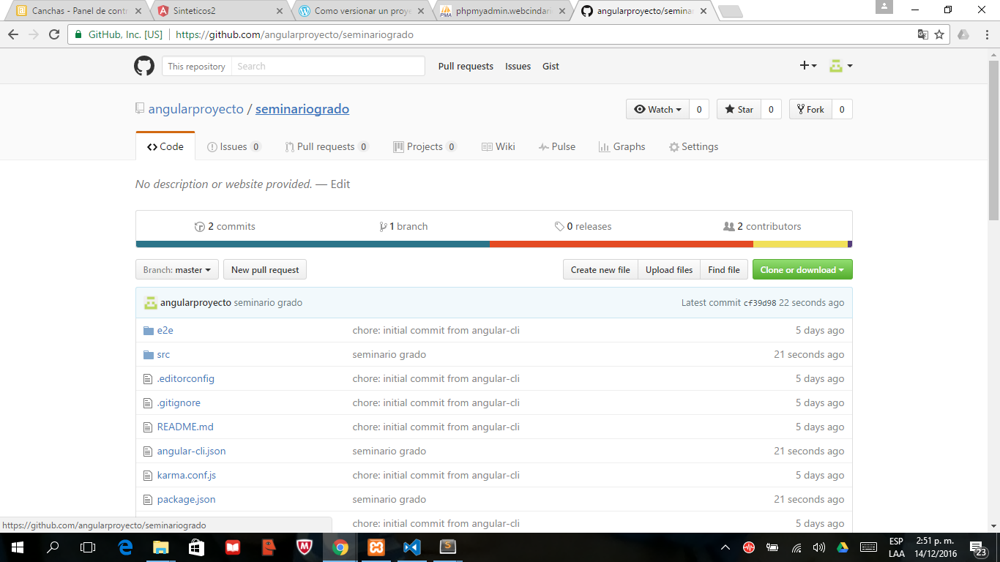 Canchas - Panel de contr
Sinteticos2
Como versionar un proye
phpmyadmin.webcindari
angularproyecto/seminar
GitHub, Inc. [US] https://github.com/angularproyecto/seminariogrado
This repository Search Pull requests Issues Gist
angularproyecto / seminariogrado
Watch 0 Star 0 Fork 0
Code Issues 0 Pull requests 0 Projects 0 Wiki Pulse Graphs Settings
No description or website provided. — Edit
2 commits 1 branch 0 releases 2 contributors
Branch: master New pull request Create new file Upload files Find file Clone or download
angularproyecto seminario grado Latest commit cf39d98 22 seconds ago
e2e chore: initial commit from angular-cli 5 days ago
src seminario grado 21 seconds ago
.editorconfig chore: initial commit from angular-cli 5 days ago
.gitignore chore: initial commit from angular-cli 5 days ago
README.md chore: initial commit from angular-cli 5 days ago
angular-cli.json seminario grado 21 seconds ago
karma.conf.js chore: initial commit from angular-cli 5 days ago
package.json seminario grado 21 seconds ago
chore: initial commit from angular-cli 5 days ago
https://github.com/angularproyecto/seminariogrado
ESP 2:51 p. m.
LAA 14/12/2016 23